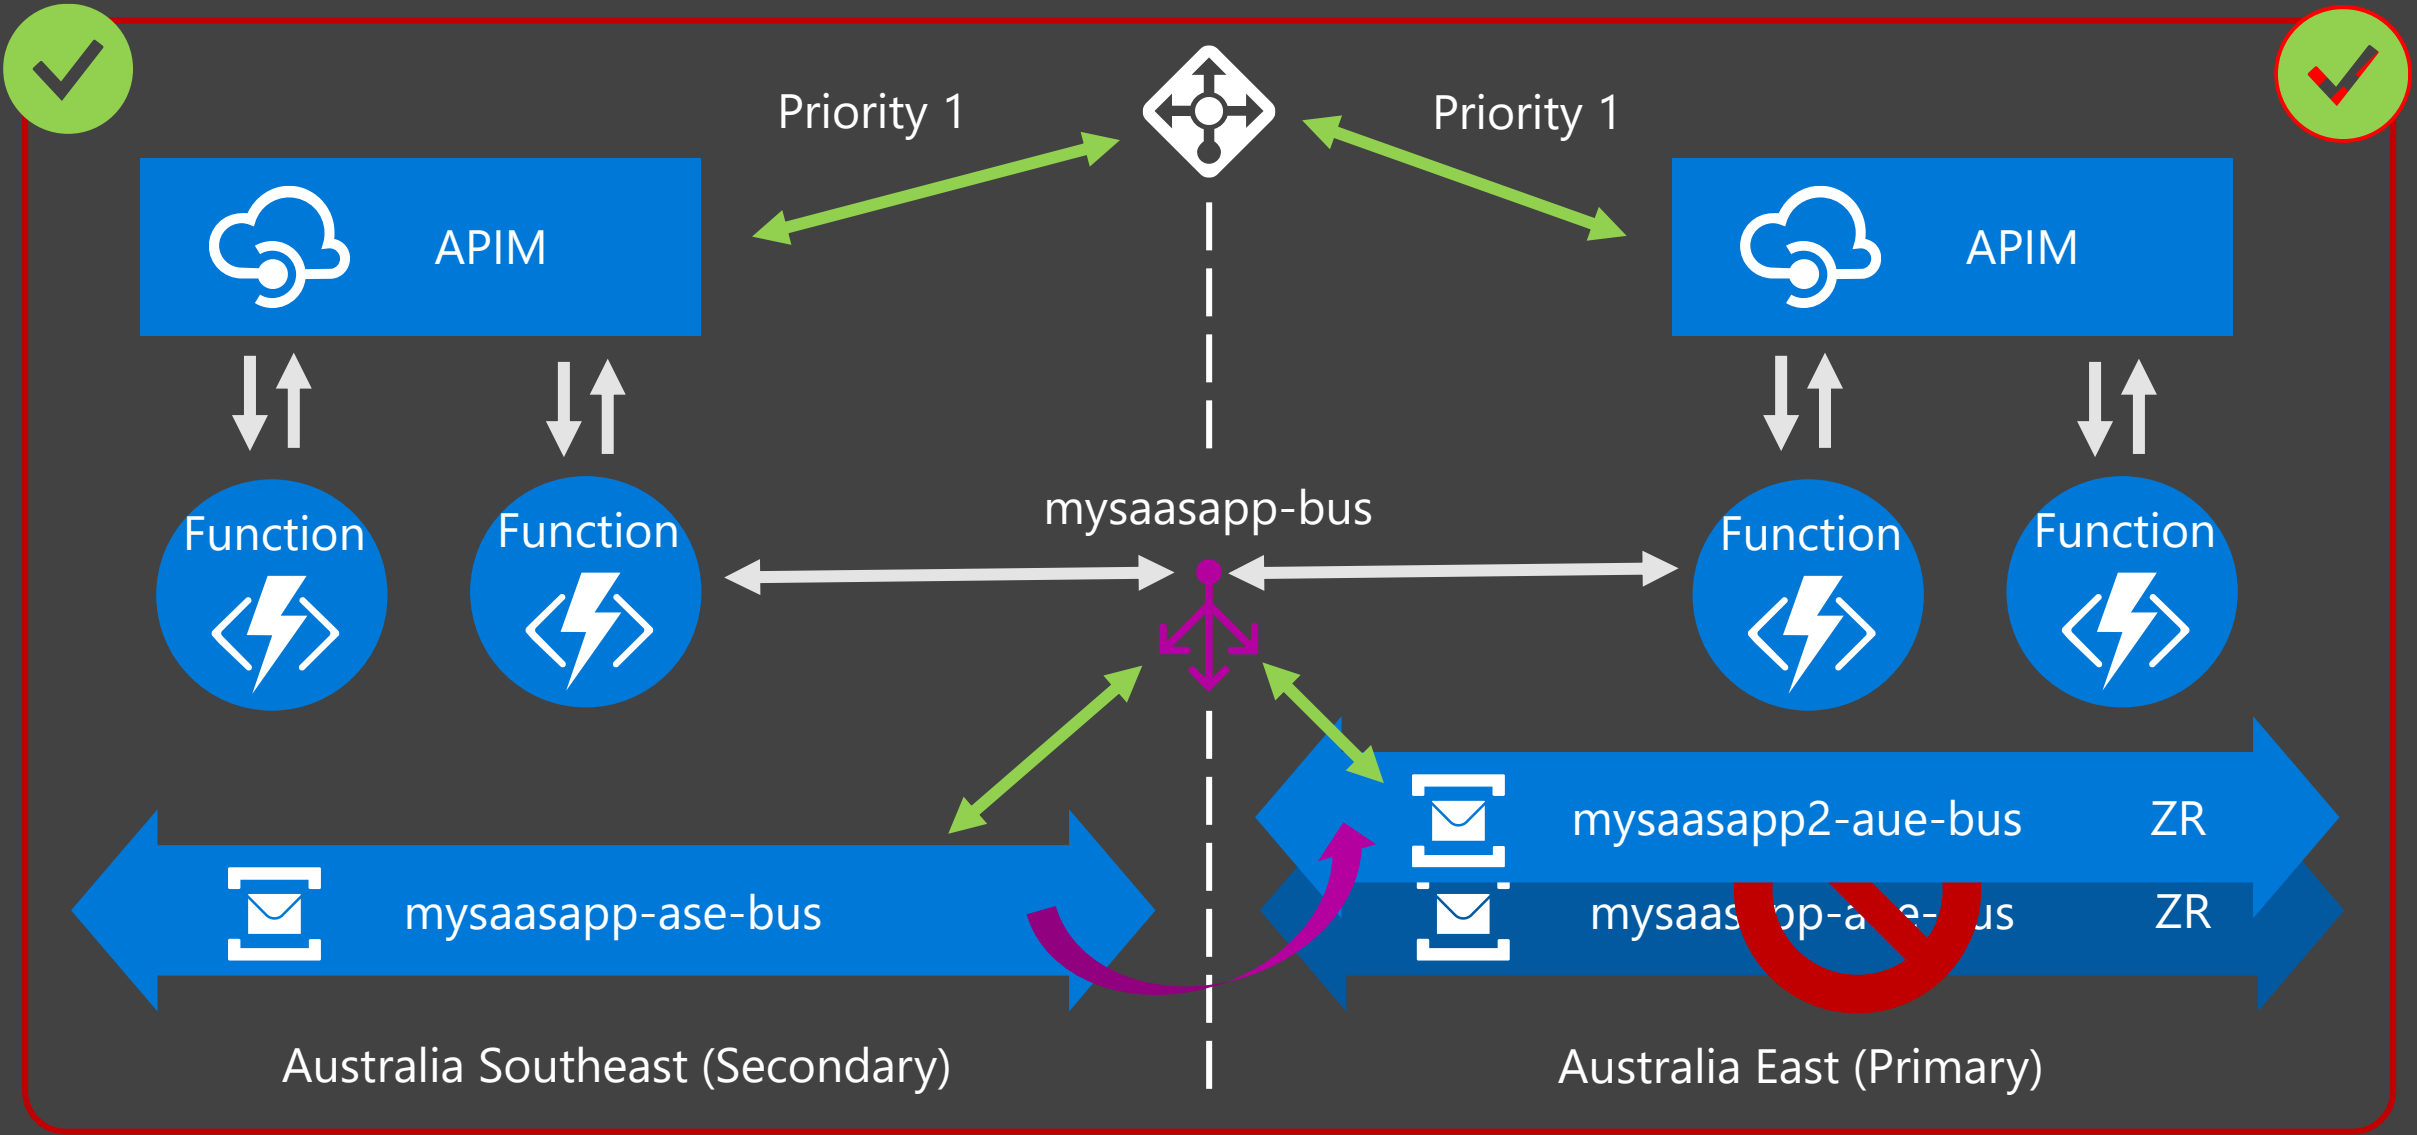 Priority 1
Priority 1
APIM
APIM
mysaasapp-bus
Function
Function
Function
Function
mysaasapp2-aue-bus
ZR
mysaasapp-ase-bus
ZR
Australia Southeast (Secondary)
Australia East (Primary)